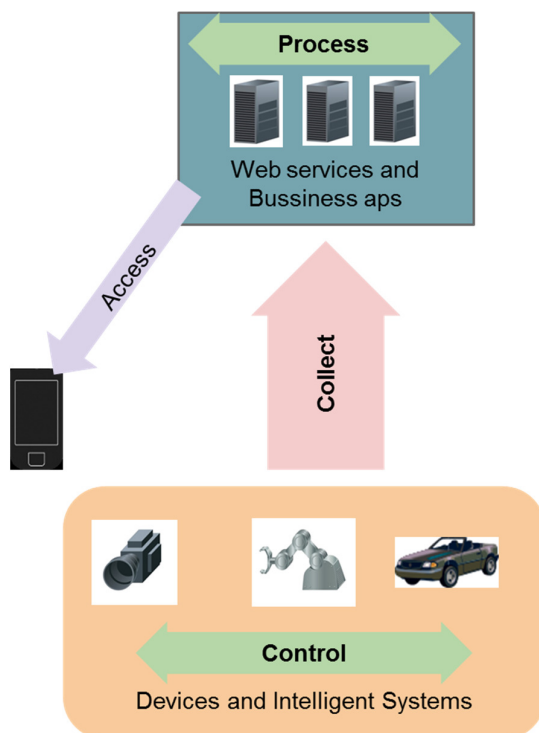 Process
Web services and
Bussiness aps
Access
Collect
Control
Devices and Intelligent Systems